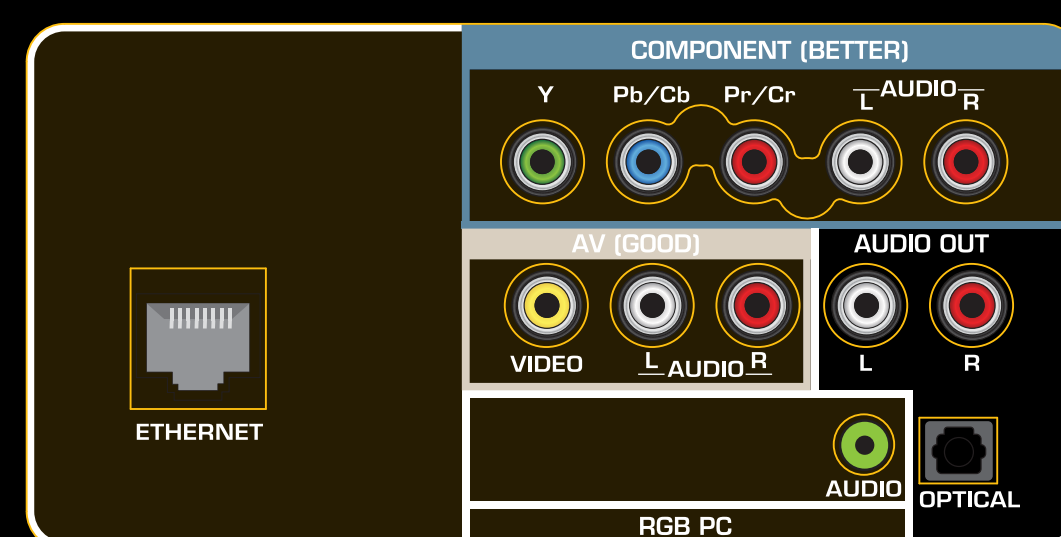 COMPONENT (BETTER)
Y Pb/Cb Pr/Cr AUDIO
L R
AV (GOOD)
VIDEO L AUDIO R
AUDIO OUT
L R
ETHERNET
AUDIO
OPTICAL
RGB PC